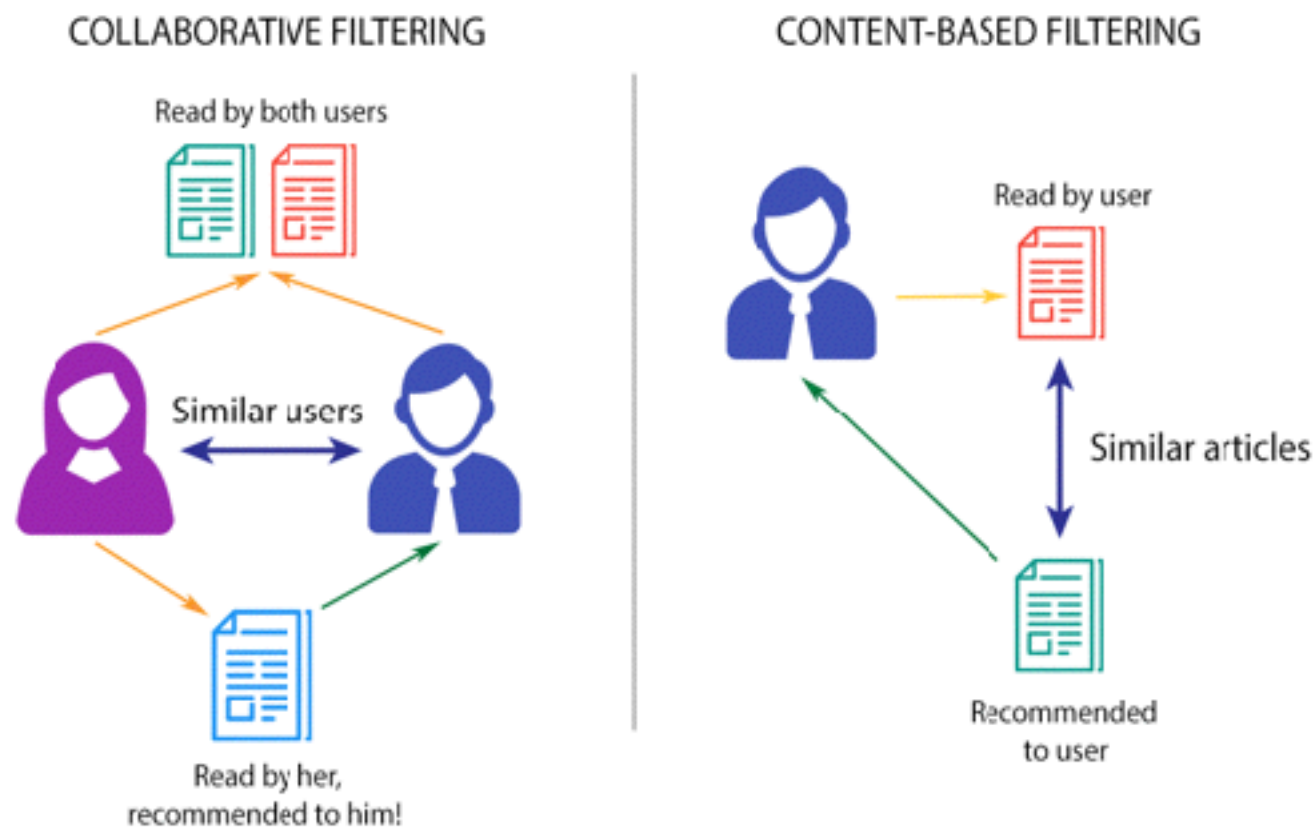 COLLABORATIVE FILTERING
Read by both users
Similar users
Read by her,
recommended to him!
CONTENT-BASED FILTERING
Read by user
Similar articles
Recommended
to user